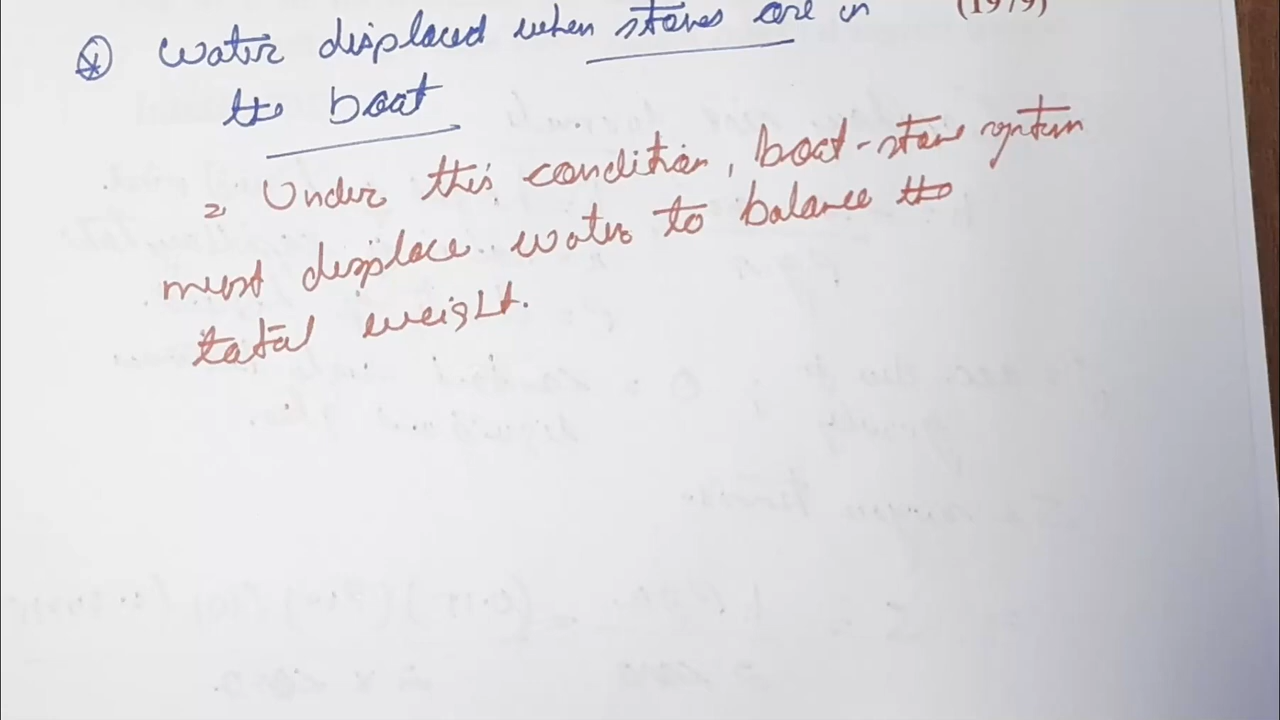 Water displaced when stones are in (1979)
the boat
Under this condition, boat-stone system
must displace water to balance the
total weight.